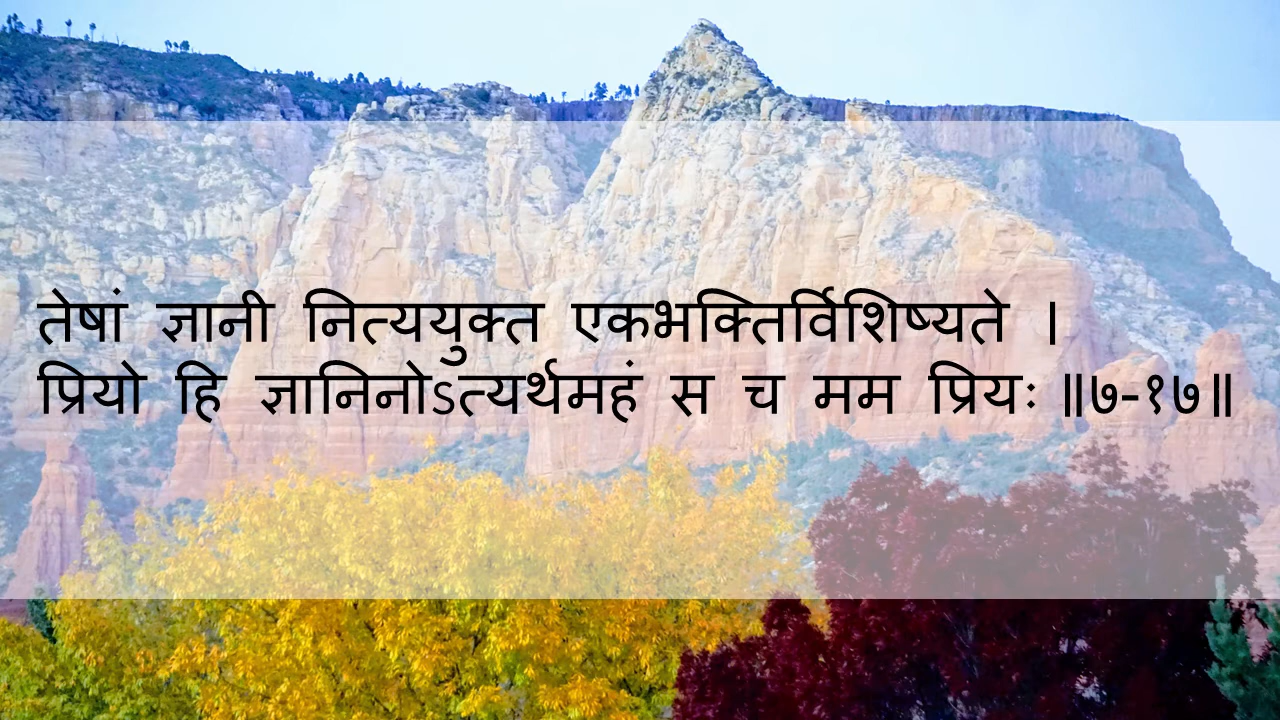 तेषां ज्ञानी नित्ययुक्त एकभक्तिर्विशिष्यते ।
प्रियो हि ज्ञानिनोऽत्यर्थमहं स च मम प्रियः ॥७-१७॥